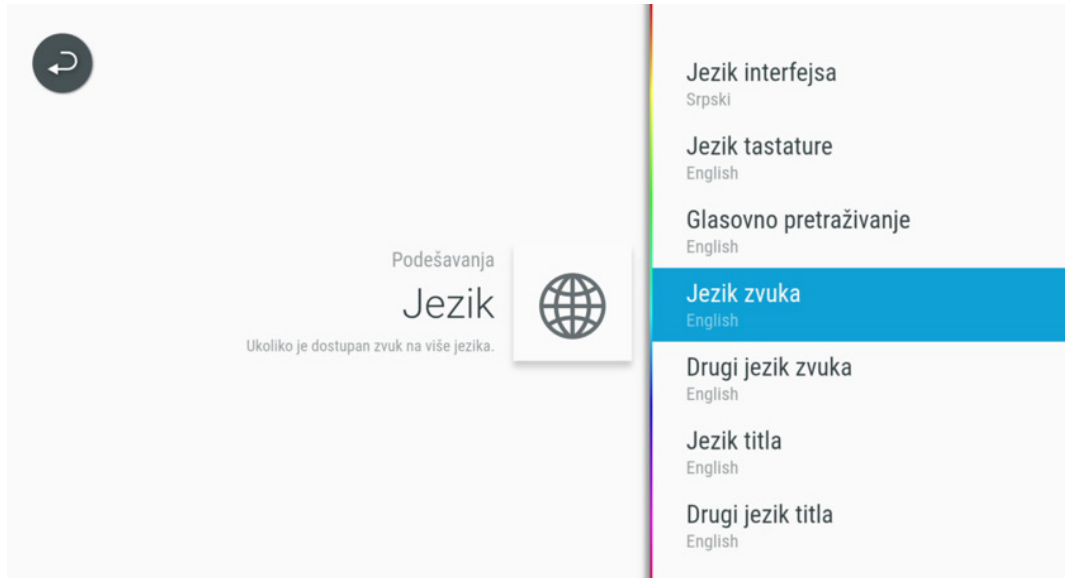 Podešavanja
Jezik
Ukoliko je dostupan zvuk na više jezika.
Jezik interfejsa
Srpski
Jezik tastature
English
Glasovno pretraživanje
English
Jezik zvuka
English
Drugi jezik zvuka
English
Jezik titla
English
Drugi jezik titla
English